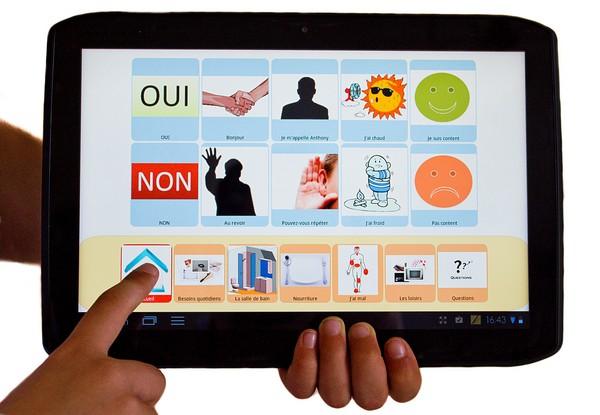 OUI
OUI
Bonjour
Je m'appelle Anthony
J'ai chaud
Je suis content
NON
NON
Au revoir
Pouvez-vous répéter
J'ai froid
Pas content
Besoins quotidiens
La salle de bain
Nourriture
J'ai mal
Les loisirs
???
QUESTIONS
Questions
16:43